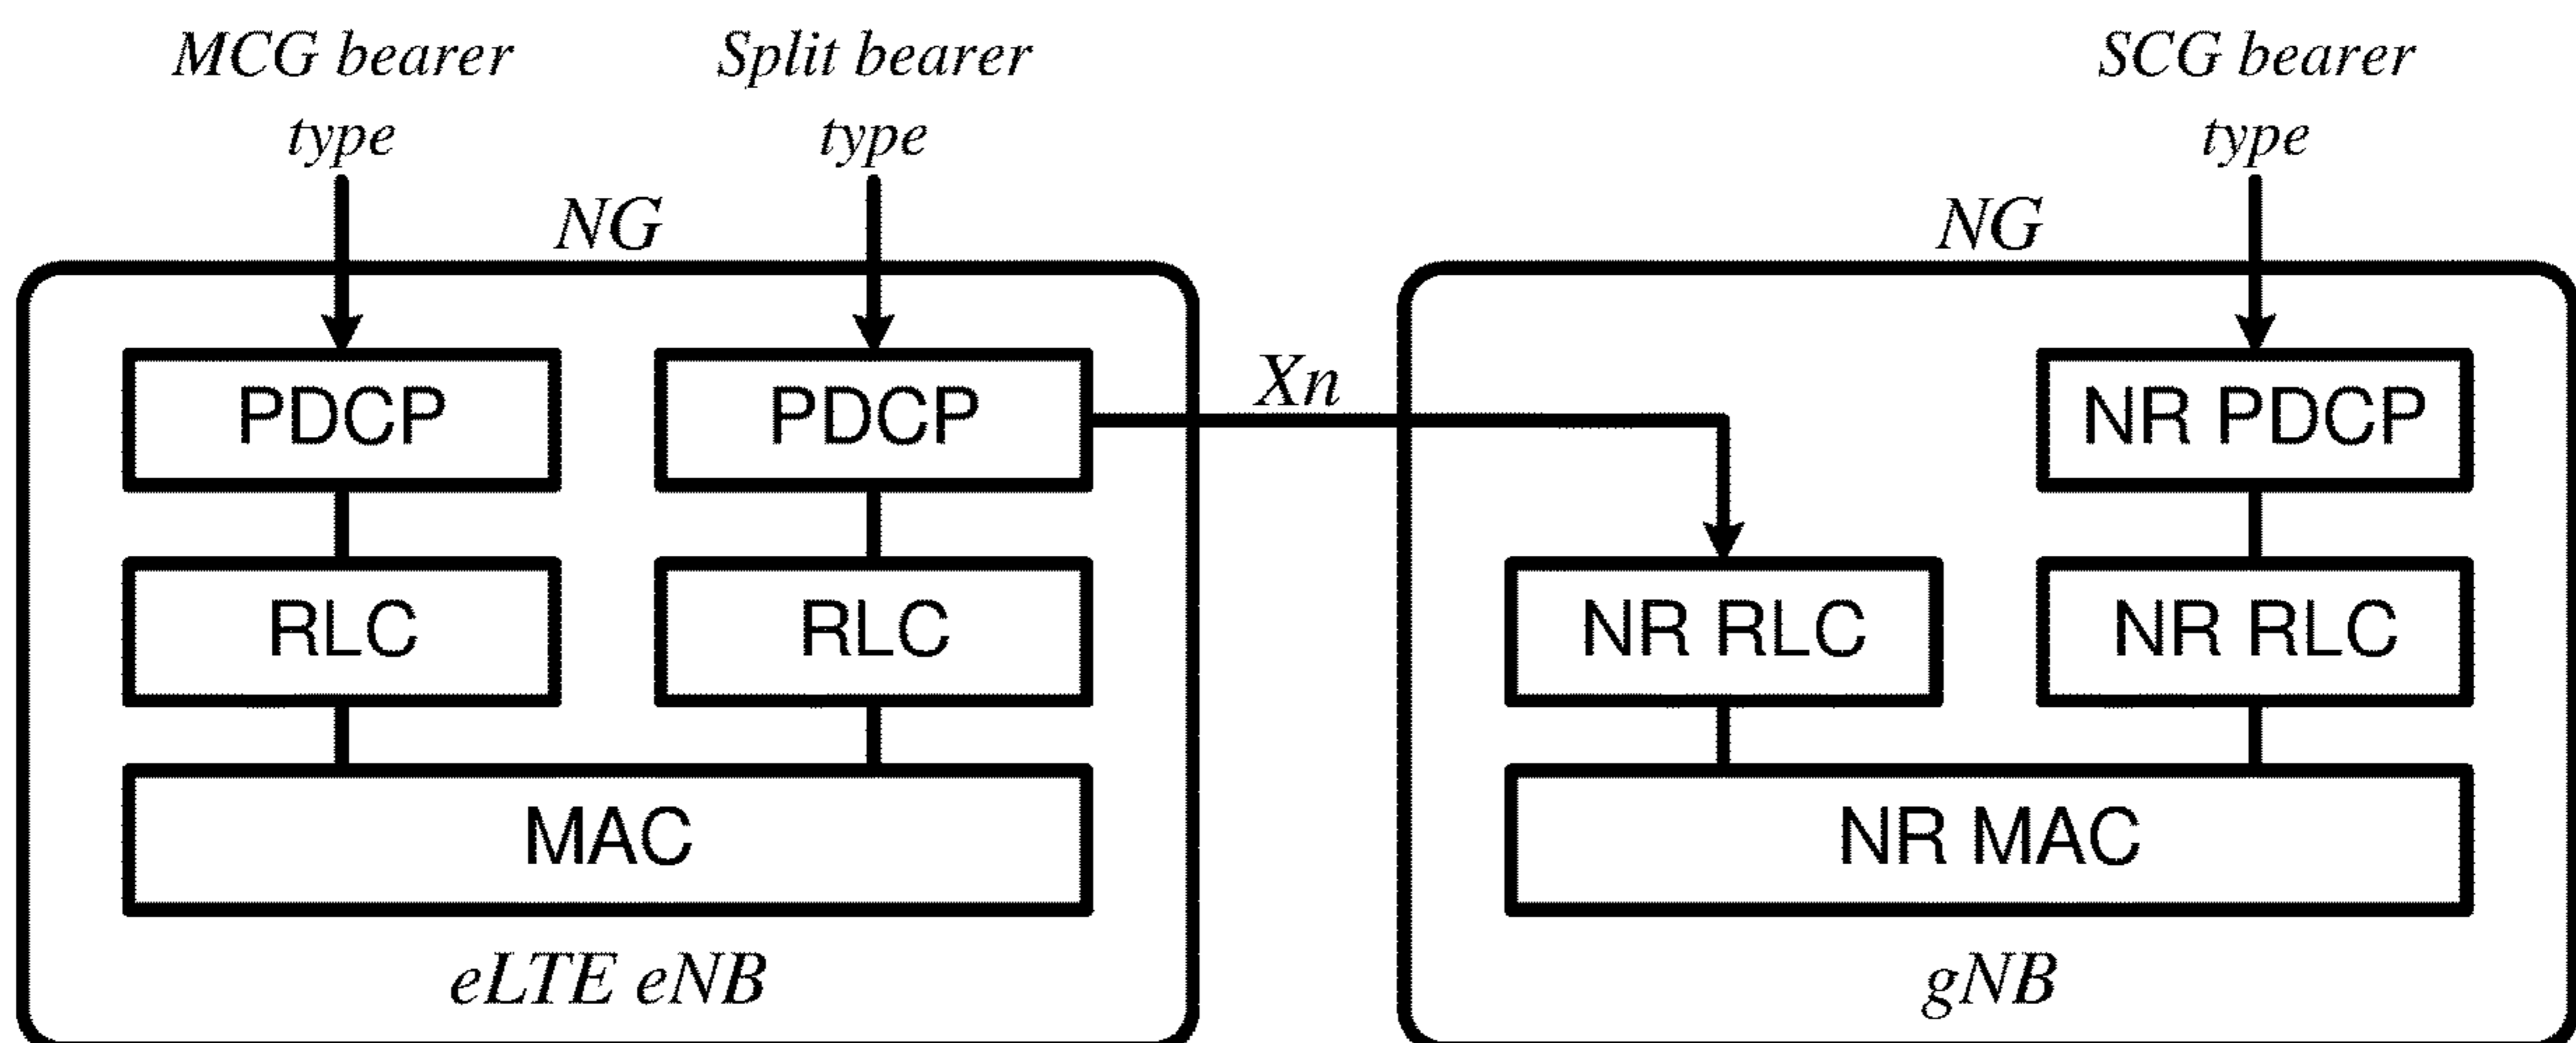 MCG bearer
type
Split bearer
type
SCG bearer
type
NG
NG
Xn
PDCP
PDCP
NR PDCP
RLC
RLC
NR RLC
NR RLC
MAC
NR MAC
eLTE eNB
gNB